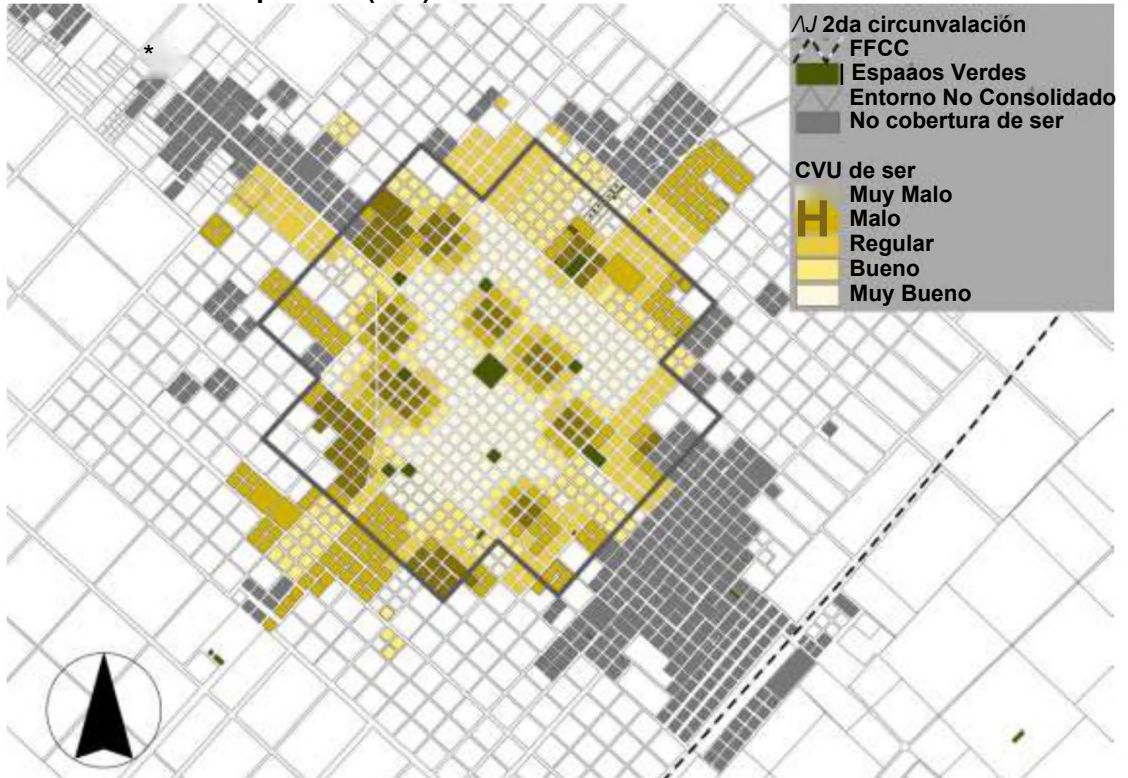 *
/\J 2da circunvalación
FFCC
Espaáos Verdes
Entorno No Consolidado
No cobertura de ser
CVU de ser
Muy Malo
H Malo
Regular
Bueno
Muy Bueno